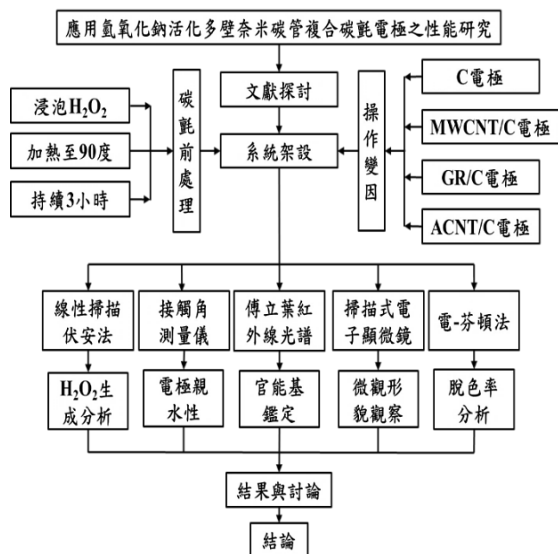 應用氫氧化鈉活化多壁奈米碳管複合碳氈電極之性能研究
文獻探討
系統架設
浸泡H₂O₂
加熱至90度
持續3小時
碳氈前處理
操作變因
C電極
MWCNT/C電極
GR/C電極
ACNT/C電極
線性掃描
伏安法
接觸角
測量儀
傅立葉紅
外線光譜
掃描式電
子顯微鏡
電-芬頓法
H₂O₂生
成分析
電極親
水性
官能基
鑑定
微觀形
貌觀察
脫色率
分析
結果與討論
結論